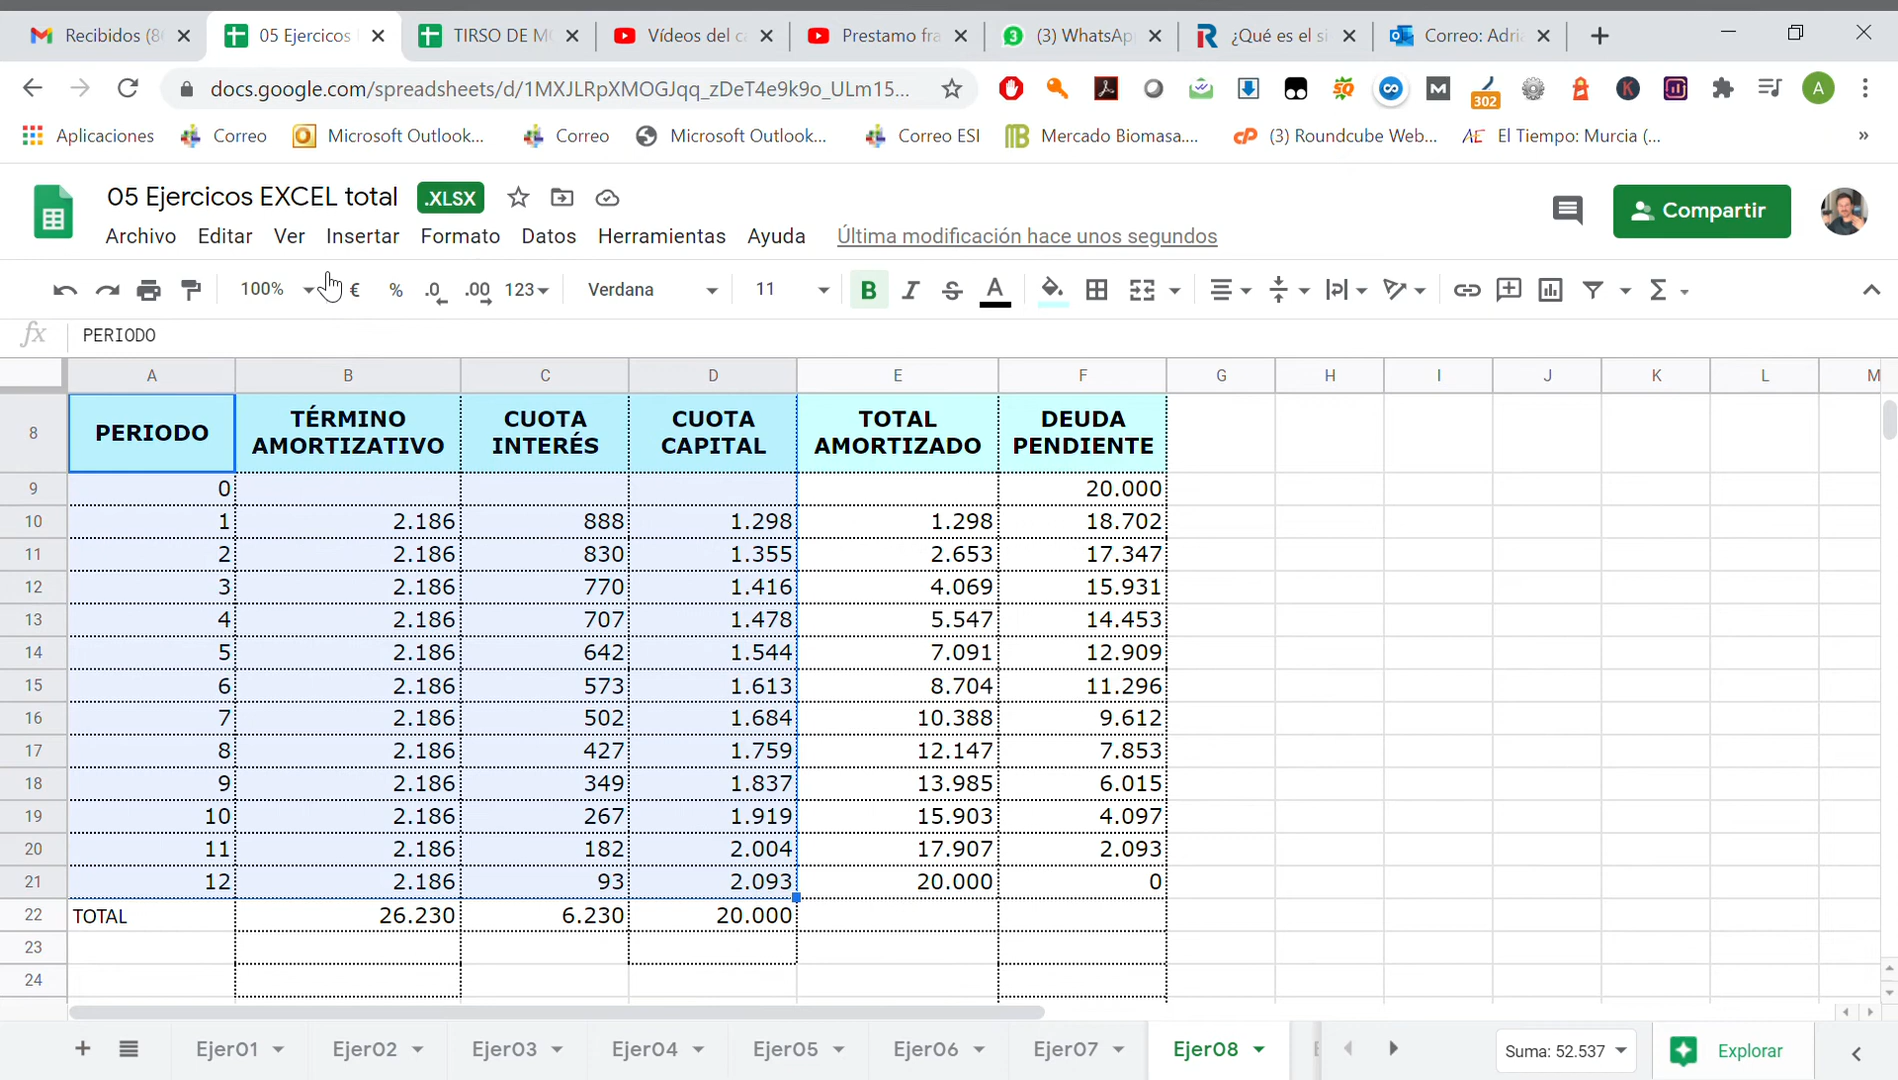 Recibidos (8
05 Ejercicos
TIRSO DE M
Vídeos del c
Prestamo fra
(3) WhatsAp
¿Qué es el si
Correo: Adri
docs.google.com/spreadsheets/d/1MXJLRpXMOGJqq_zDeT4e9k9o_ULm15...
302
A
Aplicaciones
Correo
Microsoft Outlook...
Correo
Microsoft Outlook...
Correo ESI
Mercado Biomasa....
(3) Roundcube Web...
El Tiempo: Murcia (...
»
05 Ejercicos EXCEL total
.XLSX
Compartir
Archivo Editar Ver Insertar Formato Datos Herramientas Ayuda
Última modificación hace unos segundos
100% € % .0 .00 123 Verdana 11 B I S A Σ
fx PERIODO
A B C D E F G H I J K L M
8 PERIODO TÉRMINO AMORTIZATIVO CUOTA INTERÉS CUOTA CAPITAL TOTAL AMORTIZADO DEUDA PENDIENTE
9 0 20.000
10 1 2.186 888 1.298 1.298 18.702
11 2 2.186 830 1.355 2.653 17.347
12 3 2.186 770 1.416 4.069 15.931
13 4 2.186 707 1.478 5.547 14.453
14 5 2.186 642 1.544 7.091 12.909
15 6 2.186 573 1.613 8.704 11.296
16 7 2.186 502 1.684 10.388 9.612
17 8 2.186 427 1.759 12.147 7.853
18 9 2.186 349 1.837 13.985 6.015
19 10 2.186 267 1.919 15.903 4.097
20 11 2.186 182 2.004 17.907 2.093
21 12 2.186 93 2.093 20.000 0
22 TOTAL 26.230 6.230 20.000
23
24
Ejer01 Ejer02 Ejer03 Ejer04 Ejer05 Ejer06 Ejer07 Ejer08
Suma: 52.537
Explorar